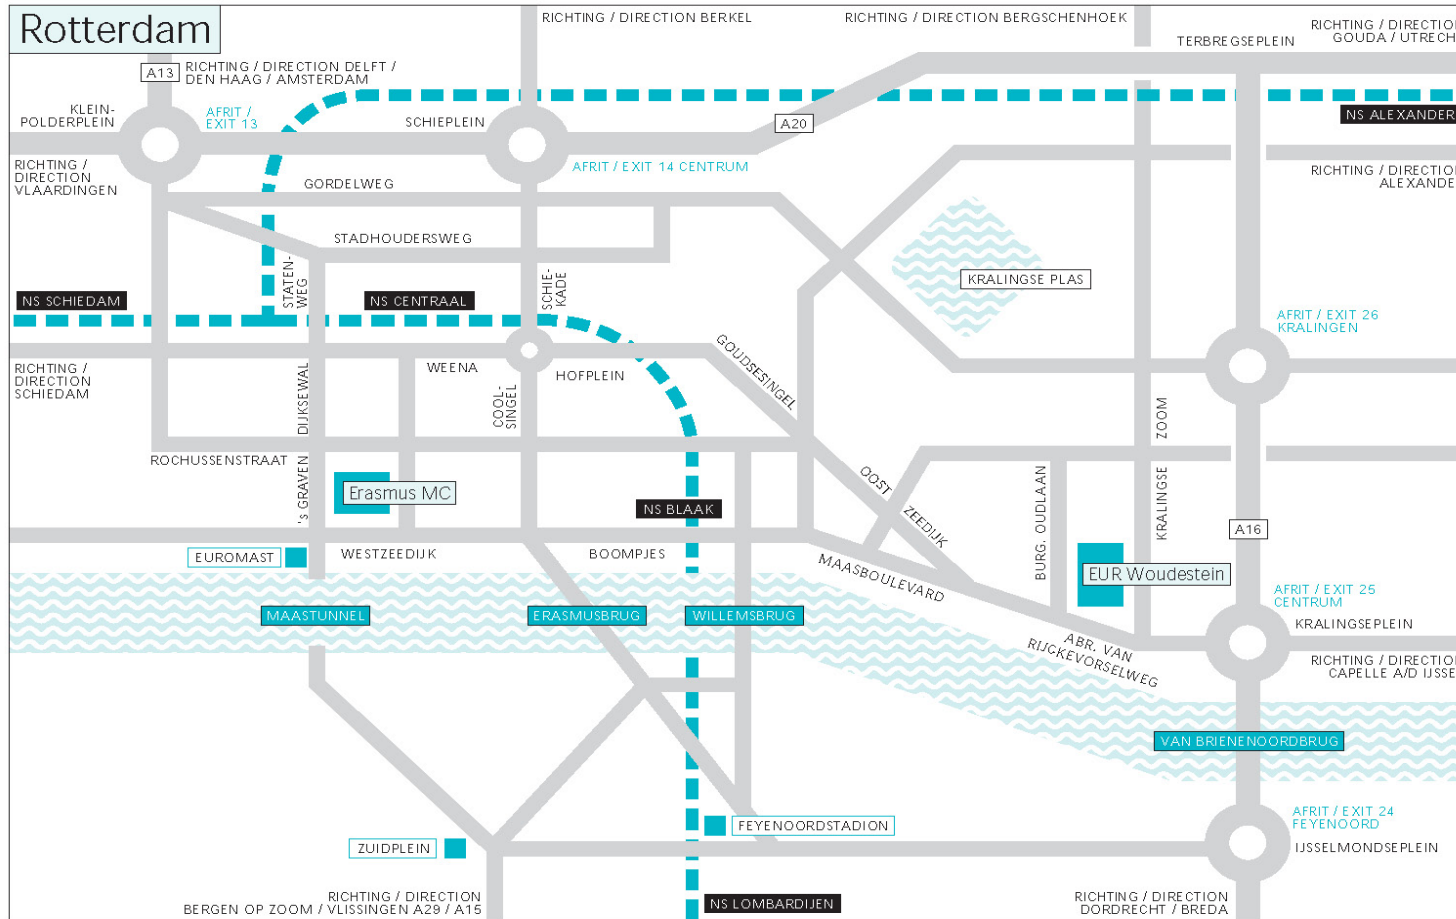 Rotterdam
RICHTING / DIRECTION BERKEL
RICHTING / DIRECTION BERGSCHENHOEK
RICHTING / DIRECTION
GOUDA / UTRECH
TERBREGSEPLEIN
A13
RICHTING / DIRECTION DELFT /
DEN HAAG / AMSTERDAM
KLEIN-
POLDERPLEIN
AFRIT /
EXIT 13
SCHIEPLEIN
A20
NS ALEXANDER
RICHTING /
DIRECTION
VLAARDINGEN
AFRIT / EXIT 14 CENTRUM
RICHTING / DIRECTION
ALEXANDE
GORDELWEG
STADHOUDERSWEG
STATEN-
WEG
SCHIE-
KADE
KRALINGSE PLAS
NS SCHIEDAM
NS CENTRAAL
AFRIT / EXIT 26
KRALINGEN
RICHTING /
DIRECTION
SCHIEDAM
WEENA
HOFPLEIN
GOUDSESINGEL
COOL-
SINGEL
's GRAVEN DIJKSEWAL
ROCHUSSENSTRAAT
KRALINGSE ZOOM
OOST ZEEDIJK
BURG. OUDLAAN
Erasmus MC
NS BLAAK
A16
EUROMAST
WESTZEEDIJK
BOOMPJES
MAASBOULEVARD
EUR Woudestein
AFRIT / EXIT 25
CENTRUM
KRALINGSEPLEIN
MAASTUNNEL
ERASMUSBRUG
WILLEMSBRUG
ABR. VAN
RIJCKEVORSELWEG
RICHTING / DIRECTION
CAPELLE A/D IJSSE
VAN BRIENENOORDBRUG
AFRIT / EXIT 24
FEYENOORD
IJSSELMONDSEPLEIN
FEYENOORDSTADION
ZUIDPLEIN
RICHTING / DIRECTION
BERGEN OP ZOOM / VLISSINGEN A29 / A15
NS LOMBARDIJEN
RICHTING / DIRECTION
DORDRECHT / BREDA